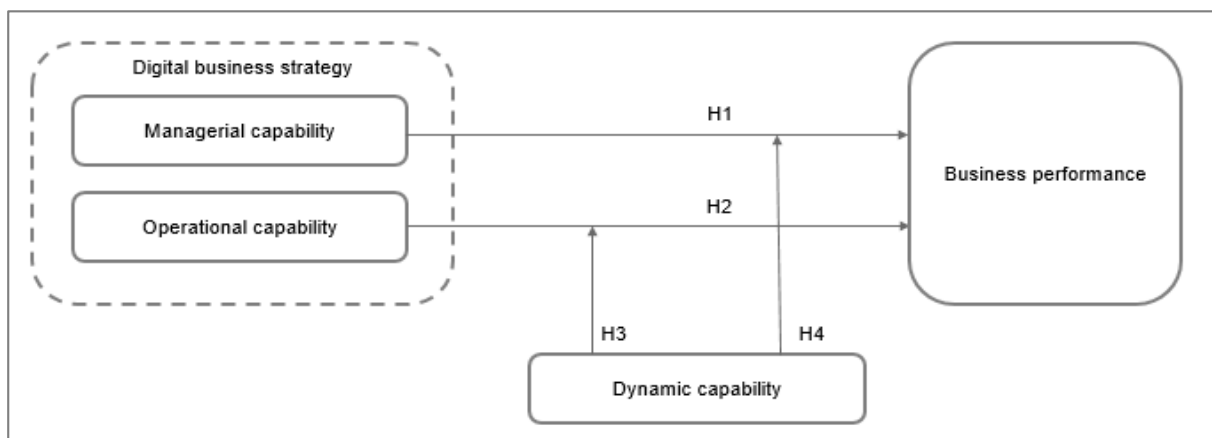 Digital business strategy
Managerial capability
H1
Business performance
Operational capability
H2
H3
H4
Dynamic capability